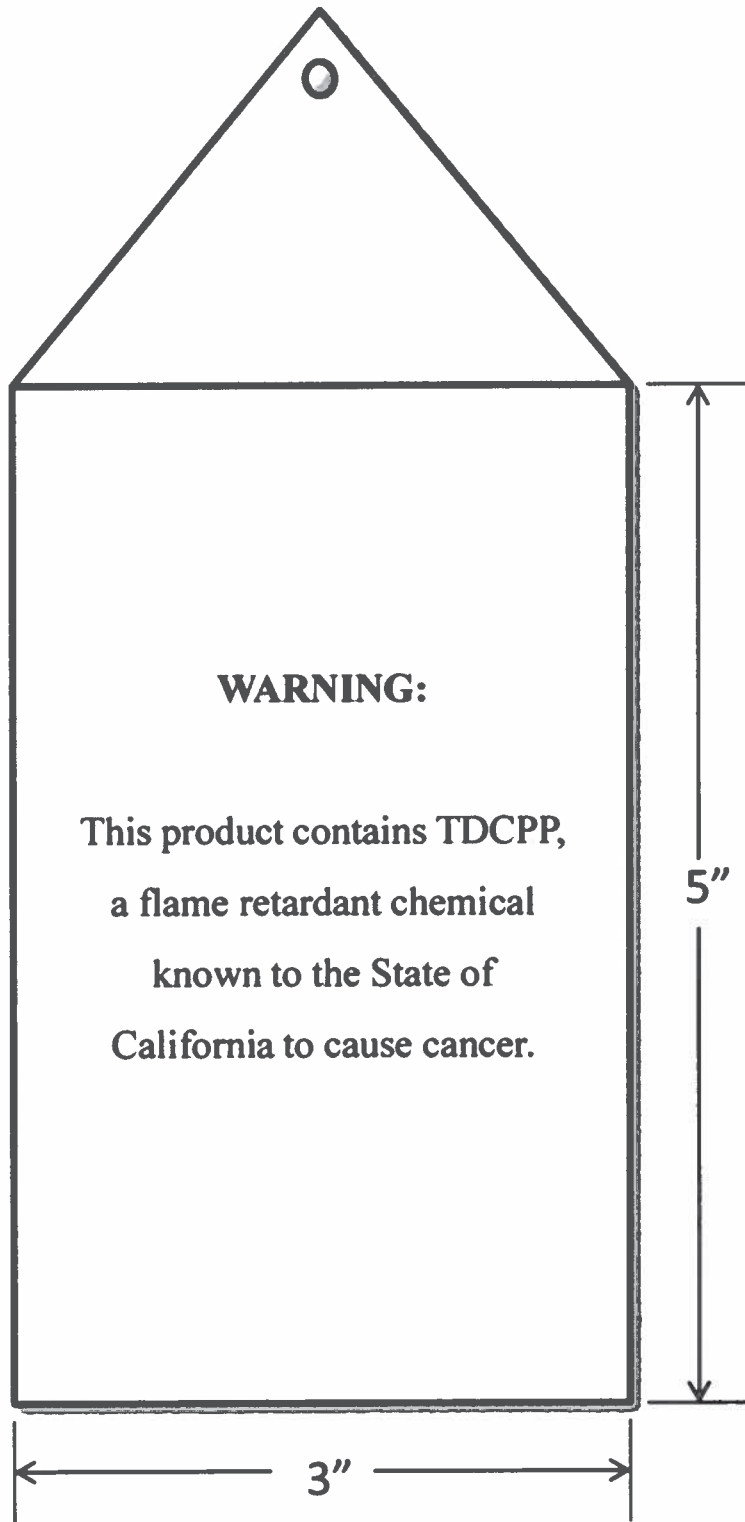 WARNING:
This product contains TDCPP,
a flame retardant chemical
known to the State of
California to cause cancer.
5”
3”